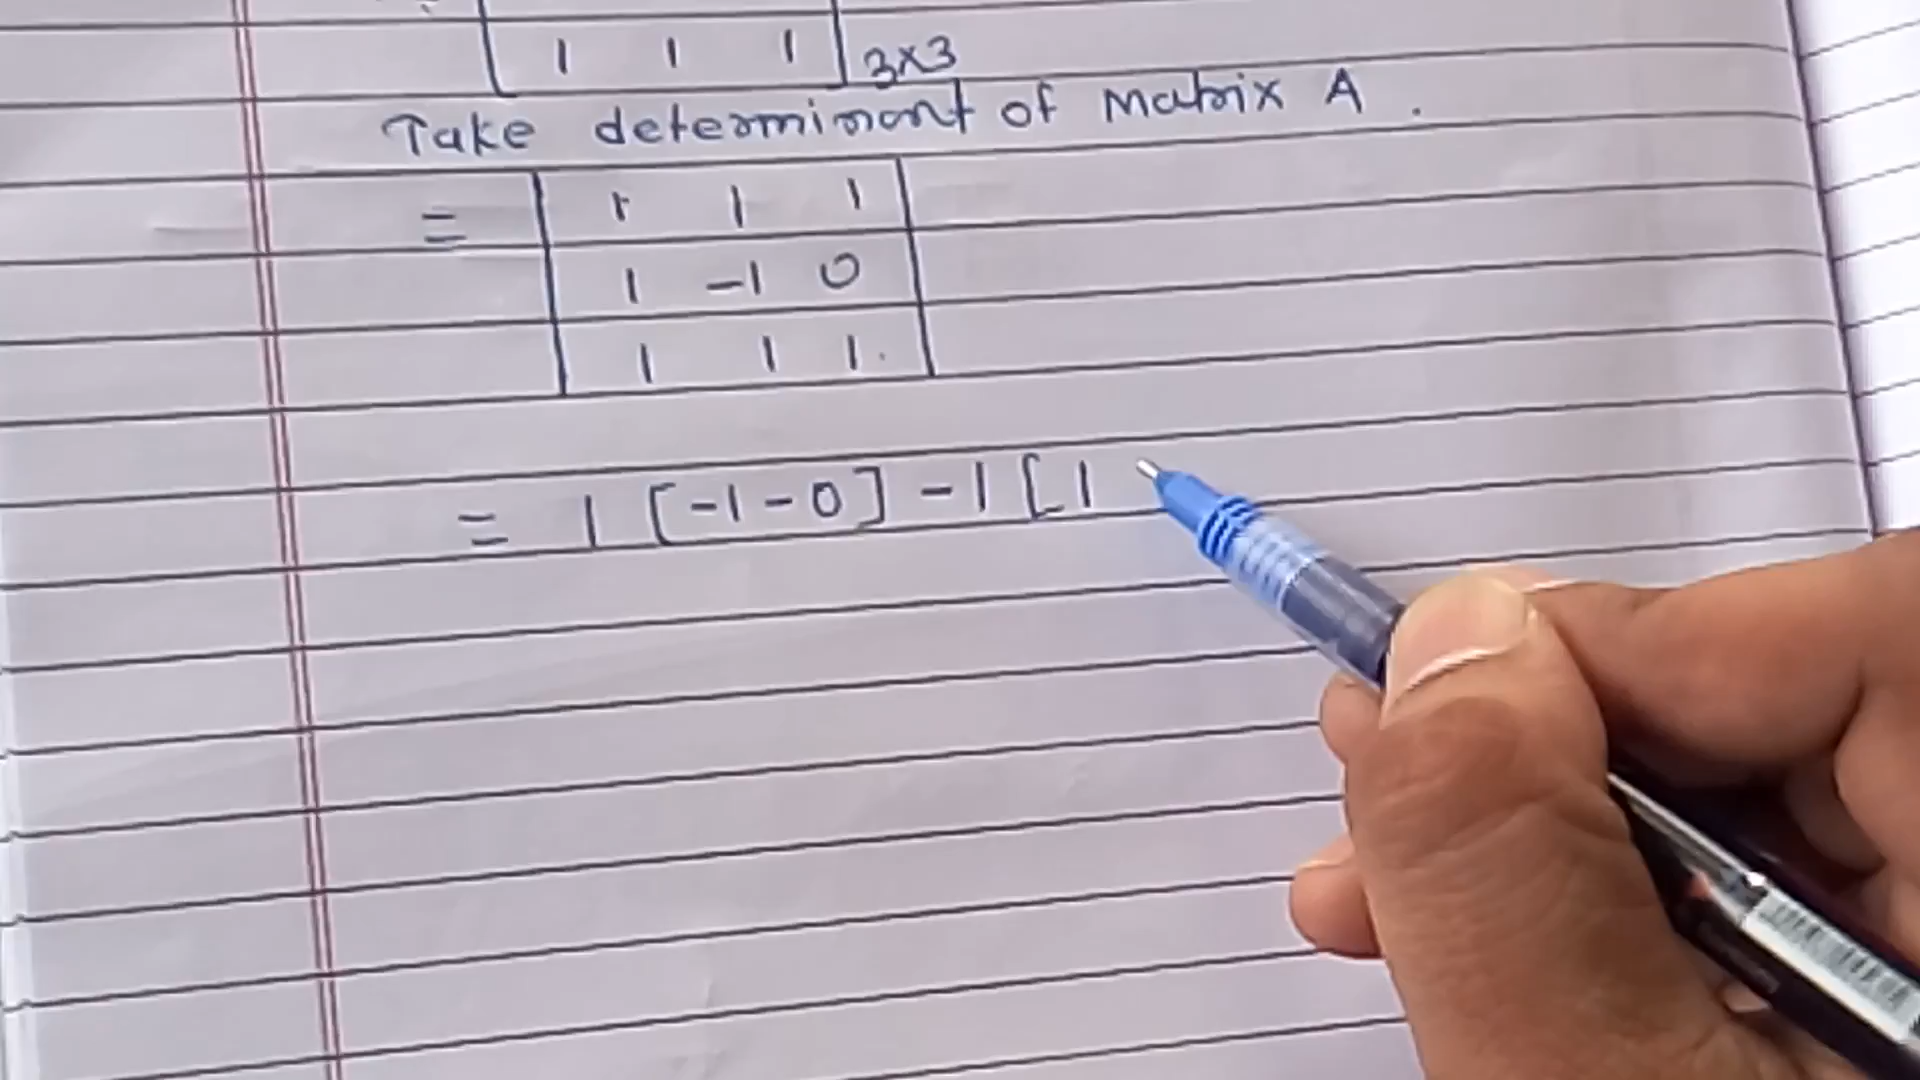 1 1 1 3x3
Take determinant of Matrix A .
= 1 1 1
1 -1 0
1 1 1
= 1 [-1-0] -1 [1